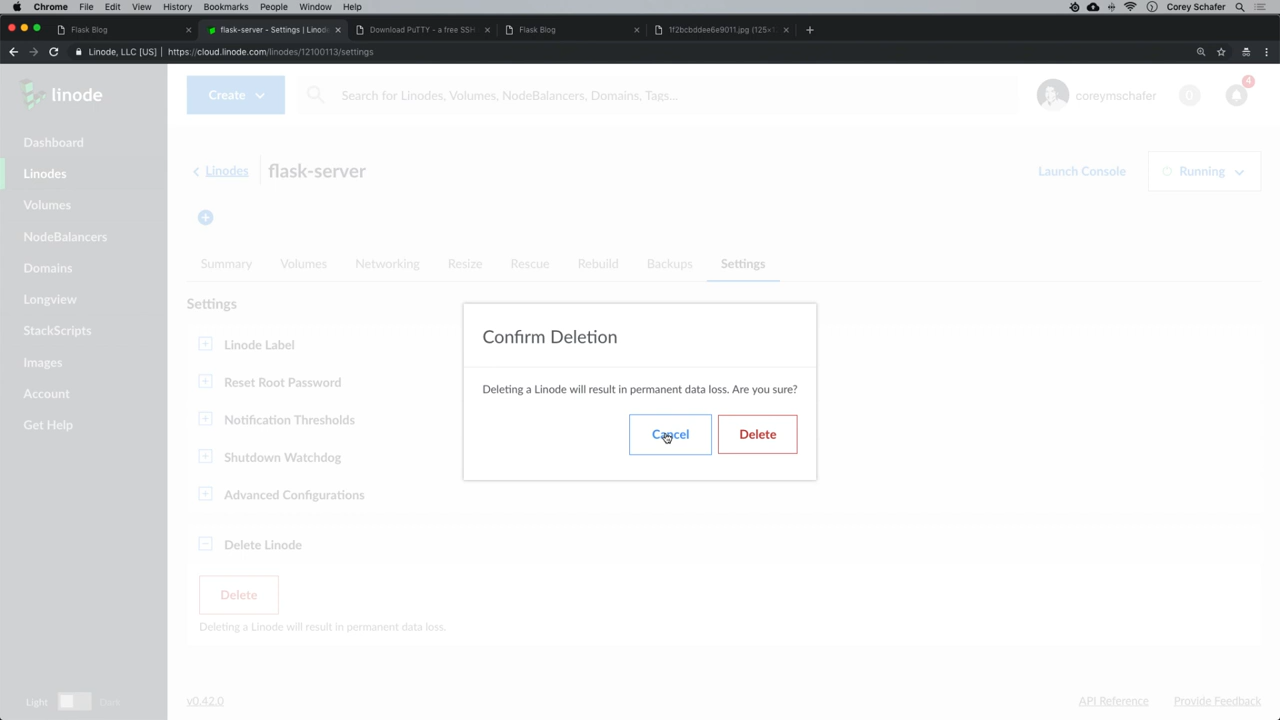 Chrome File Edit View History Bookmarks People Window Help Corey Schafer
Flask Blog flask-server - Settings | Linode Download PuTTY - a free SSH Flask Blog 1f2bcbddee6e9011.jpg (125×1
Linode, LLC [US] | https://cloud.linode.com/linodes/12100113/settings
linode
Create
Search for Linodes, Volumes, NodeBalancers, Domains, Tags...
coreymschafer
0
4
Dashboard
Linodes
Volumes
NodeBalancers
Domains
Longview
StackScripts
Images
Account
Get Help
Light
Dark
Linodes
flask-server
Launch Console
Running
Summary Volumes Networking Resize Rescue Rebuild Backups Settings
Settings
Linode Label
Reset Root Password
Notification Thresholds
Shutdown Watchdog
Advanced Configurations
Delete Linode
Delete
Deleting a Linode will result in permanent data loss.
Confirm Deletion
Deleting a Linode will result in permanent data loss. Are you sure?
Cancel
Delete
v0.42.0
API Reference
Provide Feedback